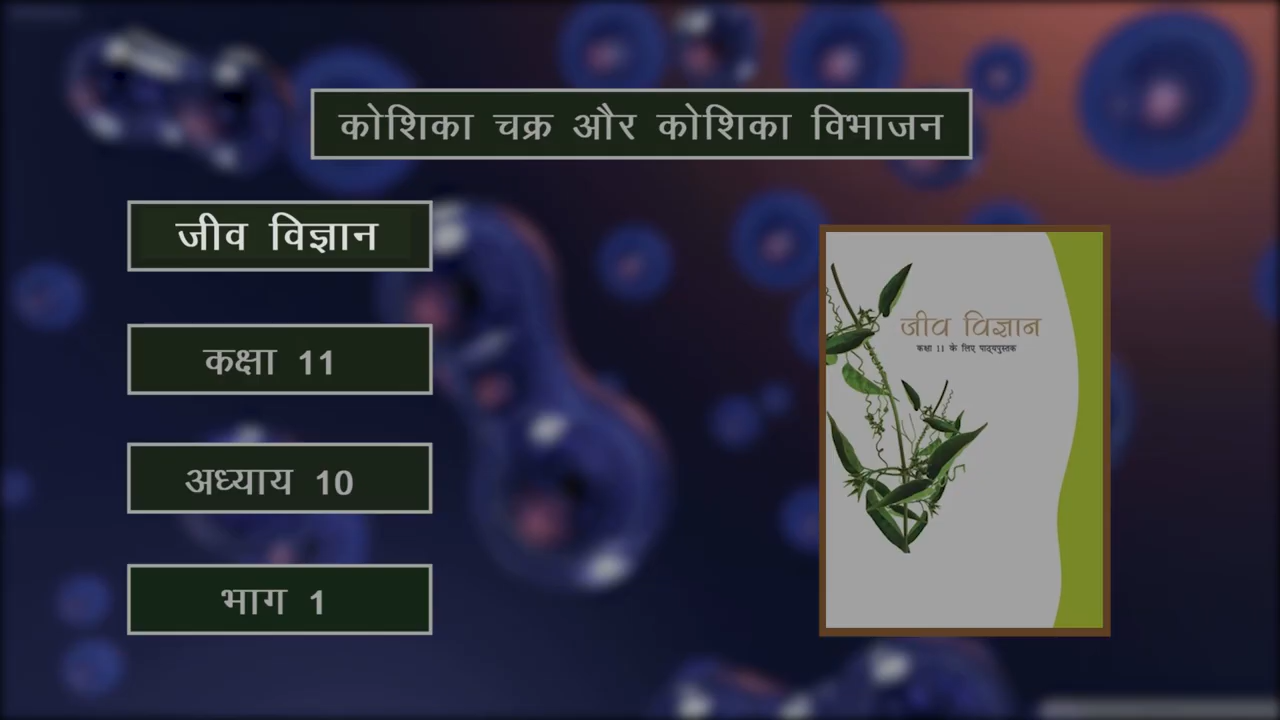 कोशिका चक्र और कोशिका विभाजन
जीव विज्ञान
कक्षा 11
अध्याय 10
भाग 1
जीव विज्ञान
कक्षा 11 के लिए पाठ्यपुस्तक